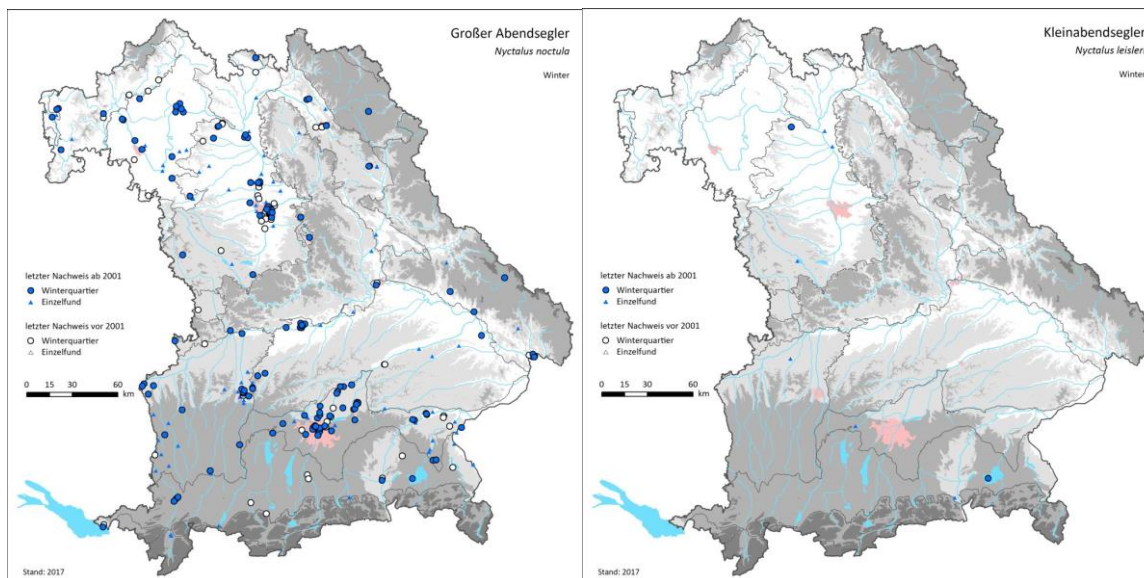 Großer Abendsegler
Nyctalus noctula
Winter
letzter Nachweis ab 2001
Winterquartier
Einzelfund
letzter Nachweis vor 2001
Winterquartier
Einzelfund
0 15 30 60
km
Stand: 2017
Kleinabendsegler
Nyctalus leisleri
Winter
letzter Nachweis ab 2001
Winterquartier
Einzelfund
letzter Nachweis vor 2001
Winterquartier
Einzelfund
0 15 30 60
km
Stand: 2017